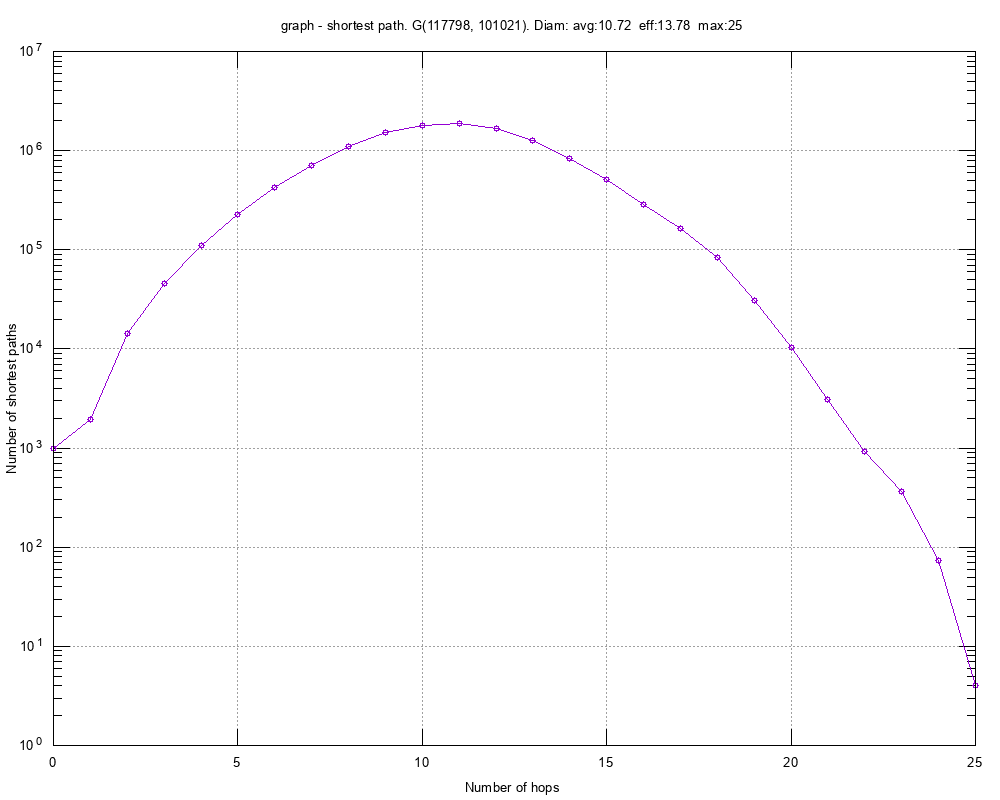 graph - shortest path. G(117798, 101021). Diam: avg:10.72  eff:13.78  max:25
Number of shortest paths
10^7
10^6
10^5
10^4
10^3
10^2
10^1
10^0
0 5 10 15 20 25
Number of hops